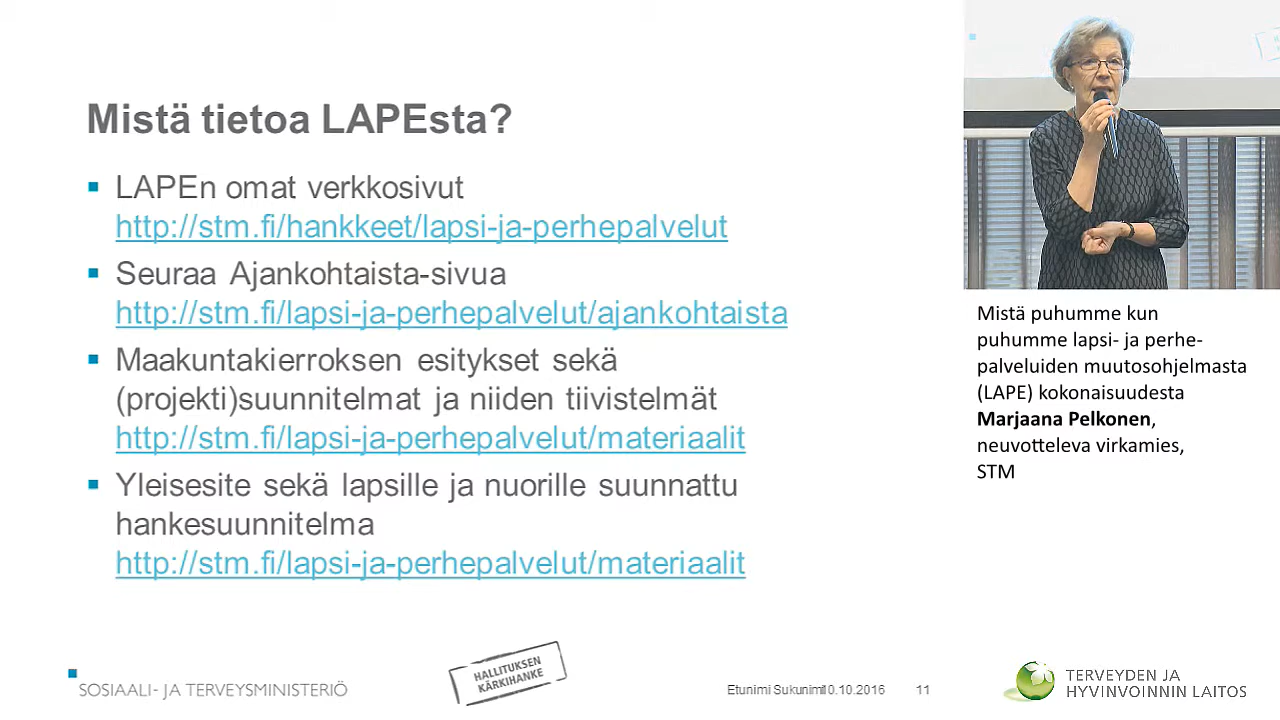 Mistä tietoa LAPEsta?
LAPEn omat verkkosivut
http://stm.fi/hankkeet/lapsi-ja-perhepalvelut
Seuraa Ajankohtaista-sivua
http://stm.fi/lapsi-ja-perhepalvelut/ajankohtaista
Maakuntakierroksen esitykset sekä
(projekti)suunnitelmat ja niiden tiivistelmät
http://stm.fi/lapsi-ja-perhepalvelut/materiaalit
Yleisesite sekä lapsille ja nuorille suunnattu
hankesuunnitelma
http://stm.fi/lapsi-ja-perhepalvelut/materiaalit
Mistä puhumme kun
puhumme lapsi- ja perhe-
palveluiden muutosohjelmasta
(LAPE) kokonaisuudesta
Marjaana Pelkonen,
neuvotteleva virkamies,
STM
SOSIAALI- JA TERVEYSMINISTERIÖ
HALLITUKSEN
KÄRKIHANKE
Etunimi Sukunimi 10.10.2016 11
TERVEYDEN JA
HYVINVOINNIN LAITOS